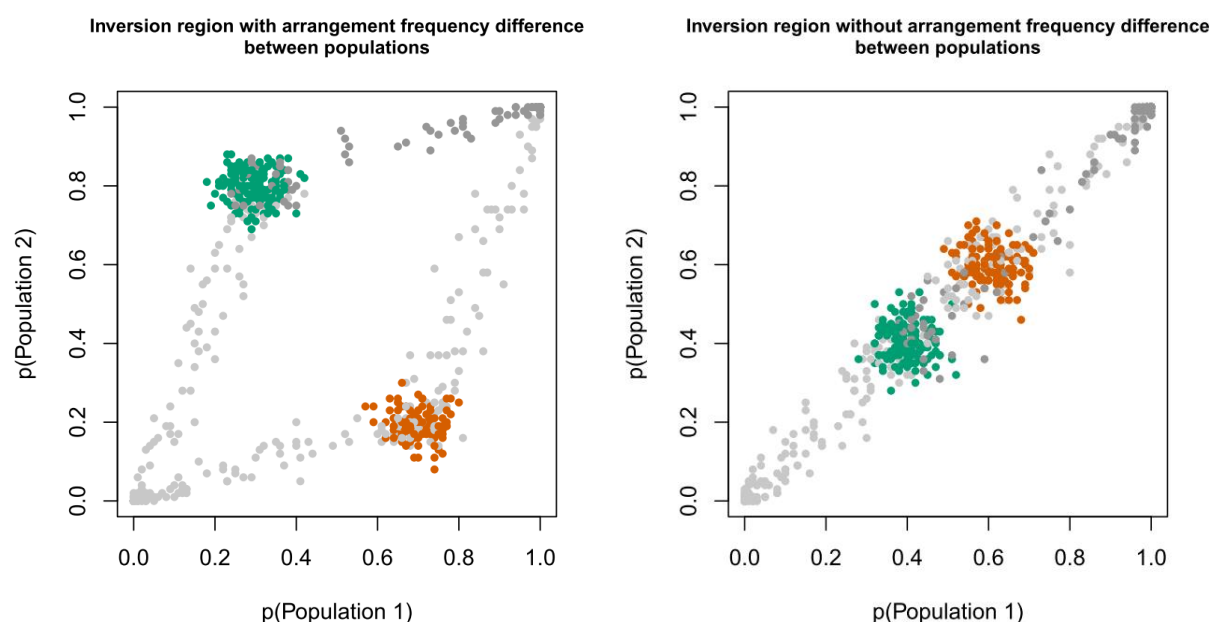 Inversion region with arrangement frequency difference
between populations
p(Population 2)
1.0
0.8
0.6
0.4
0.2
0.0
0.0 0.2 0.4 0.6 0.8 1.0
p(Population 1)
Inversion region without arrangement frequency difference
between populations
p(Population 2)
1.0
0.8
0.6
0.4
0.2
0.0
0.0 0.2 0.4 0.6 0.8 1.0
p(Population 1)